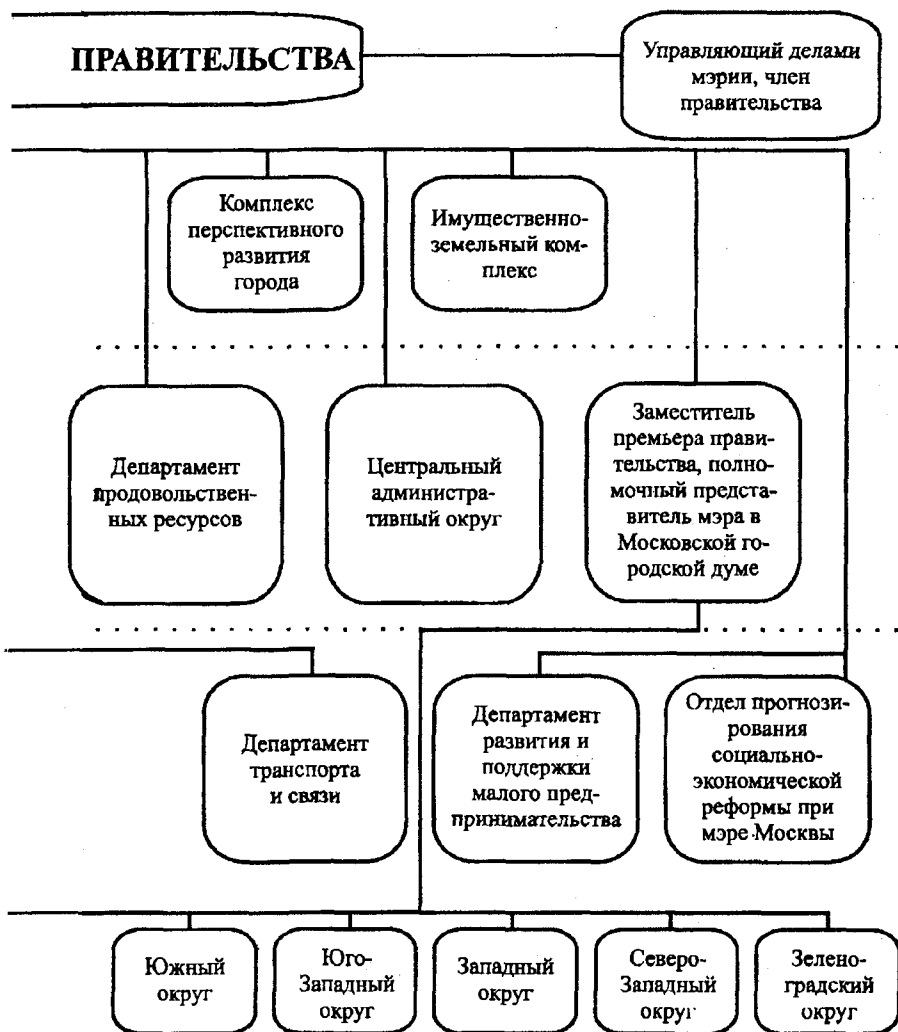 ПРАВИТЕЛЬСТВА
Управляющий делами
мэрии, член
правительства
Комплекс
перспективного
развития
города
Имущественно-
земельный ком-
плекс
Департамент
продовольствен-
ных ресурсов
Центральный
администра-
тивный округ
Заместитель
премьера прави-
тельства, полно-
мочный предста-
витель мэра в
Московской го-
родской думе
Департамент
транспорта
и связи
Департамент
развития и
поддержки
малого пред-
принимательства
Отдел прогнози-
рования
социально-
экономической
реформы при
мэре Москвы
Южный
округ
Юго-
Западный
округ
Западный
округ
Северо-
Западный
округ
Зелено-
градский
округ